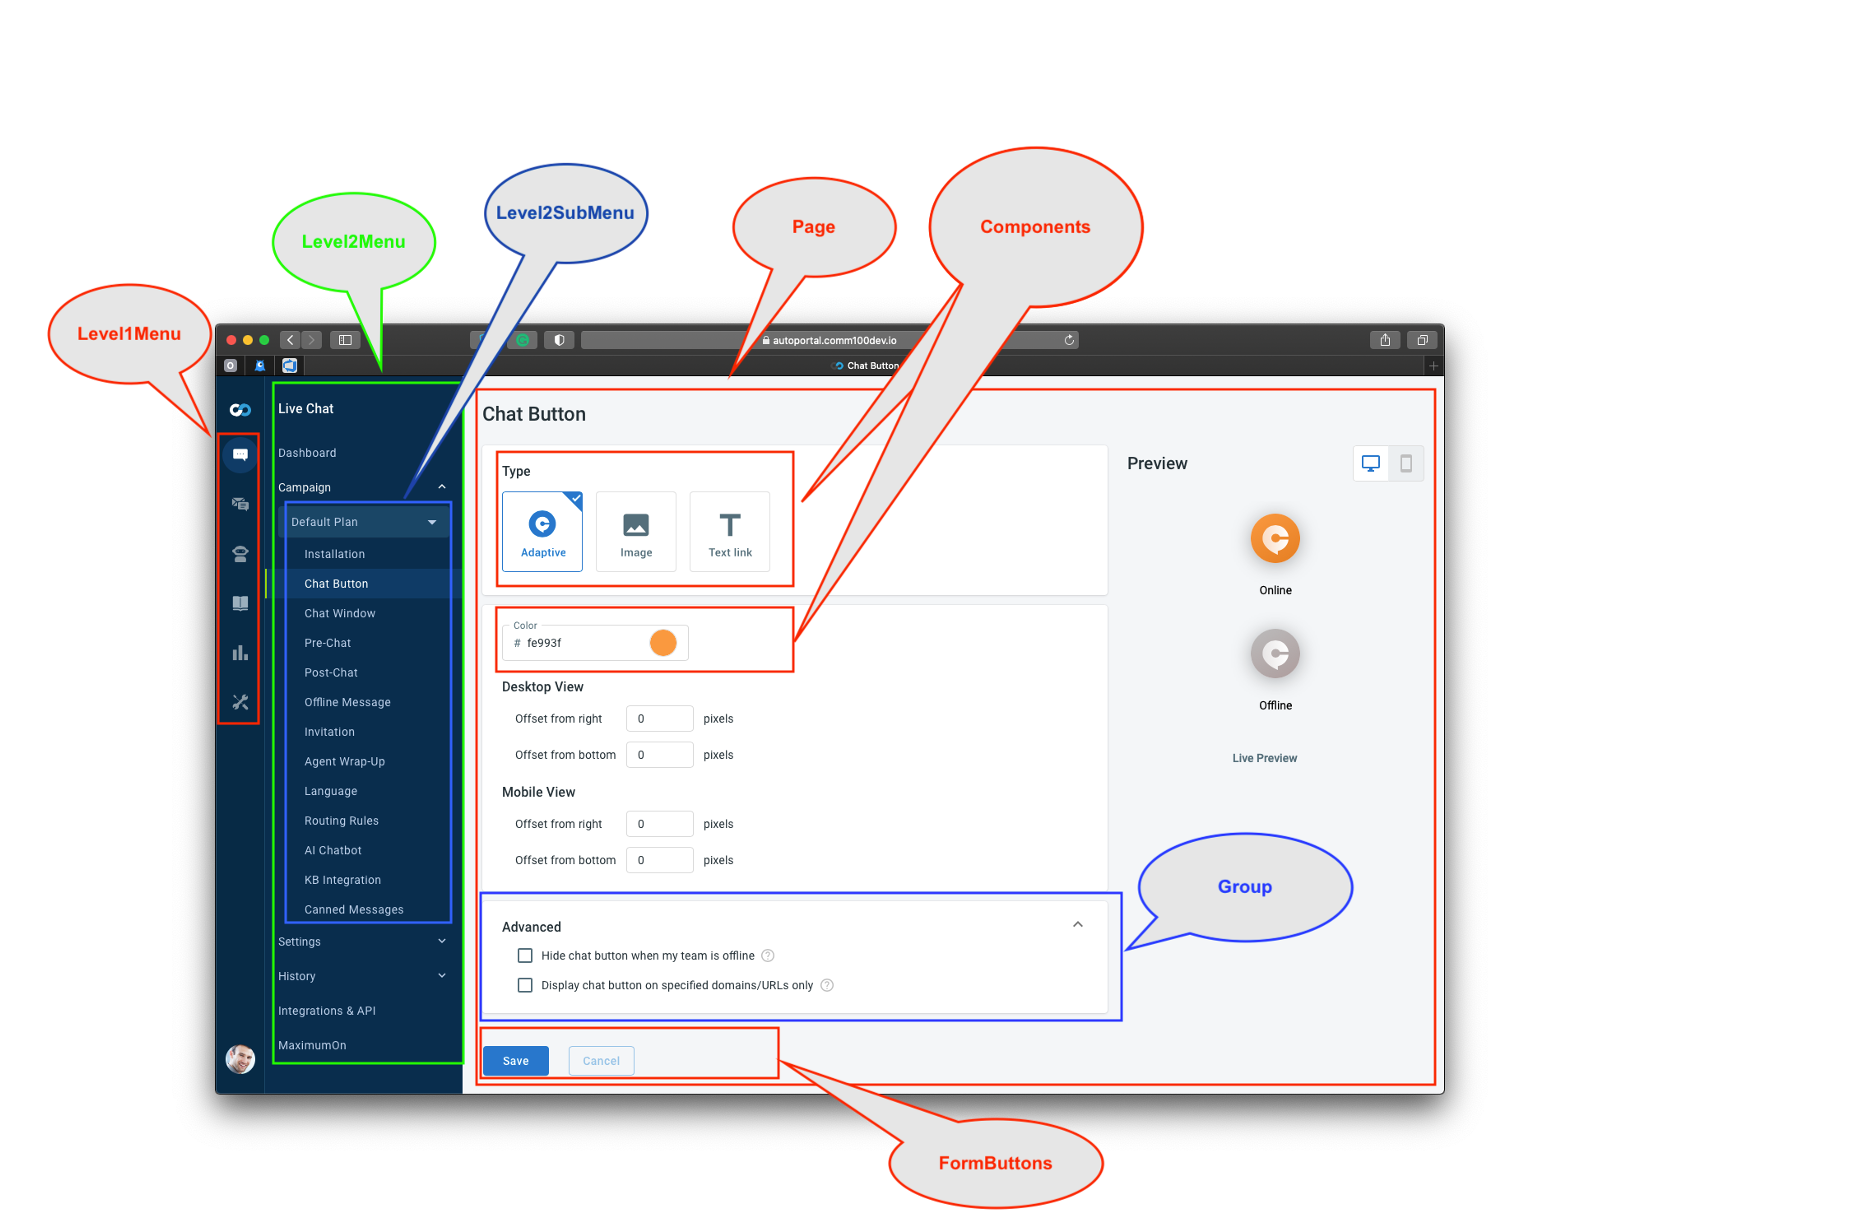 Level2SubMenu
Page
Components
Level2Menu
Level1Menu
autoportal.comm100dev.io
Chat Button
Live Chat
Dashboard
Campaign
Default Plan
Installation
Chat Button
Chat Window
Pre-Chat
Post-Chat
Offline Message
Invitation
Agent Wrap-Up
Language
Routing Rules
AI Chatbot
KB Integration
Canned Messages
Settings
History
Integrations & API
MaximumOn
Chat Button
Type
Adaptive
Image
Text link
Color
# fe993f
Desktop View
Offset from right 0 pixels
Offset from bottom 0 pixels
Mobile View
Offset from right 0 pixels
Offset from bottom 0 pixels
Advanced
Hide chat button when my team is offline ?
Display chat button on specified domains/URLs only ?
Save
Cancel
Preview
Online
Offline
Live Preview
Group
FormButtons